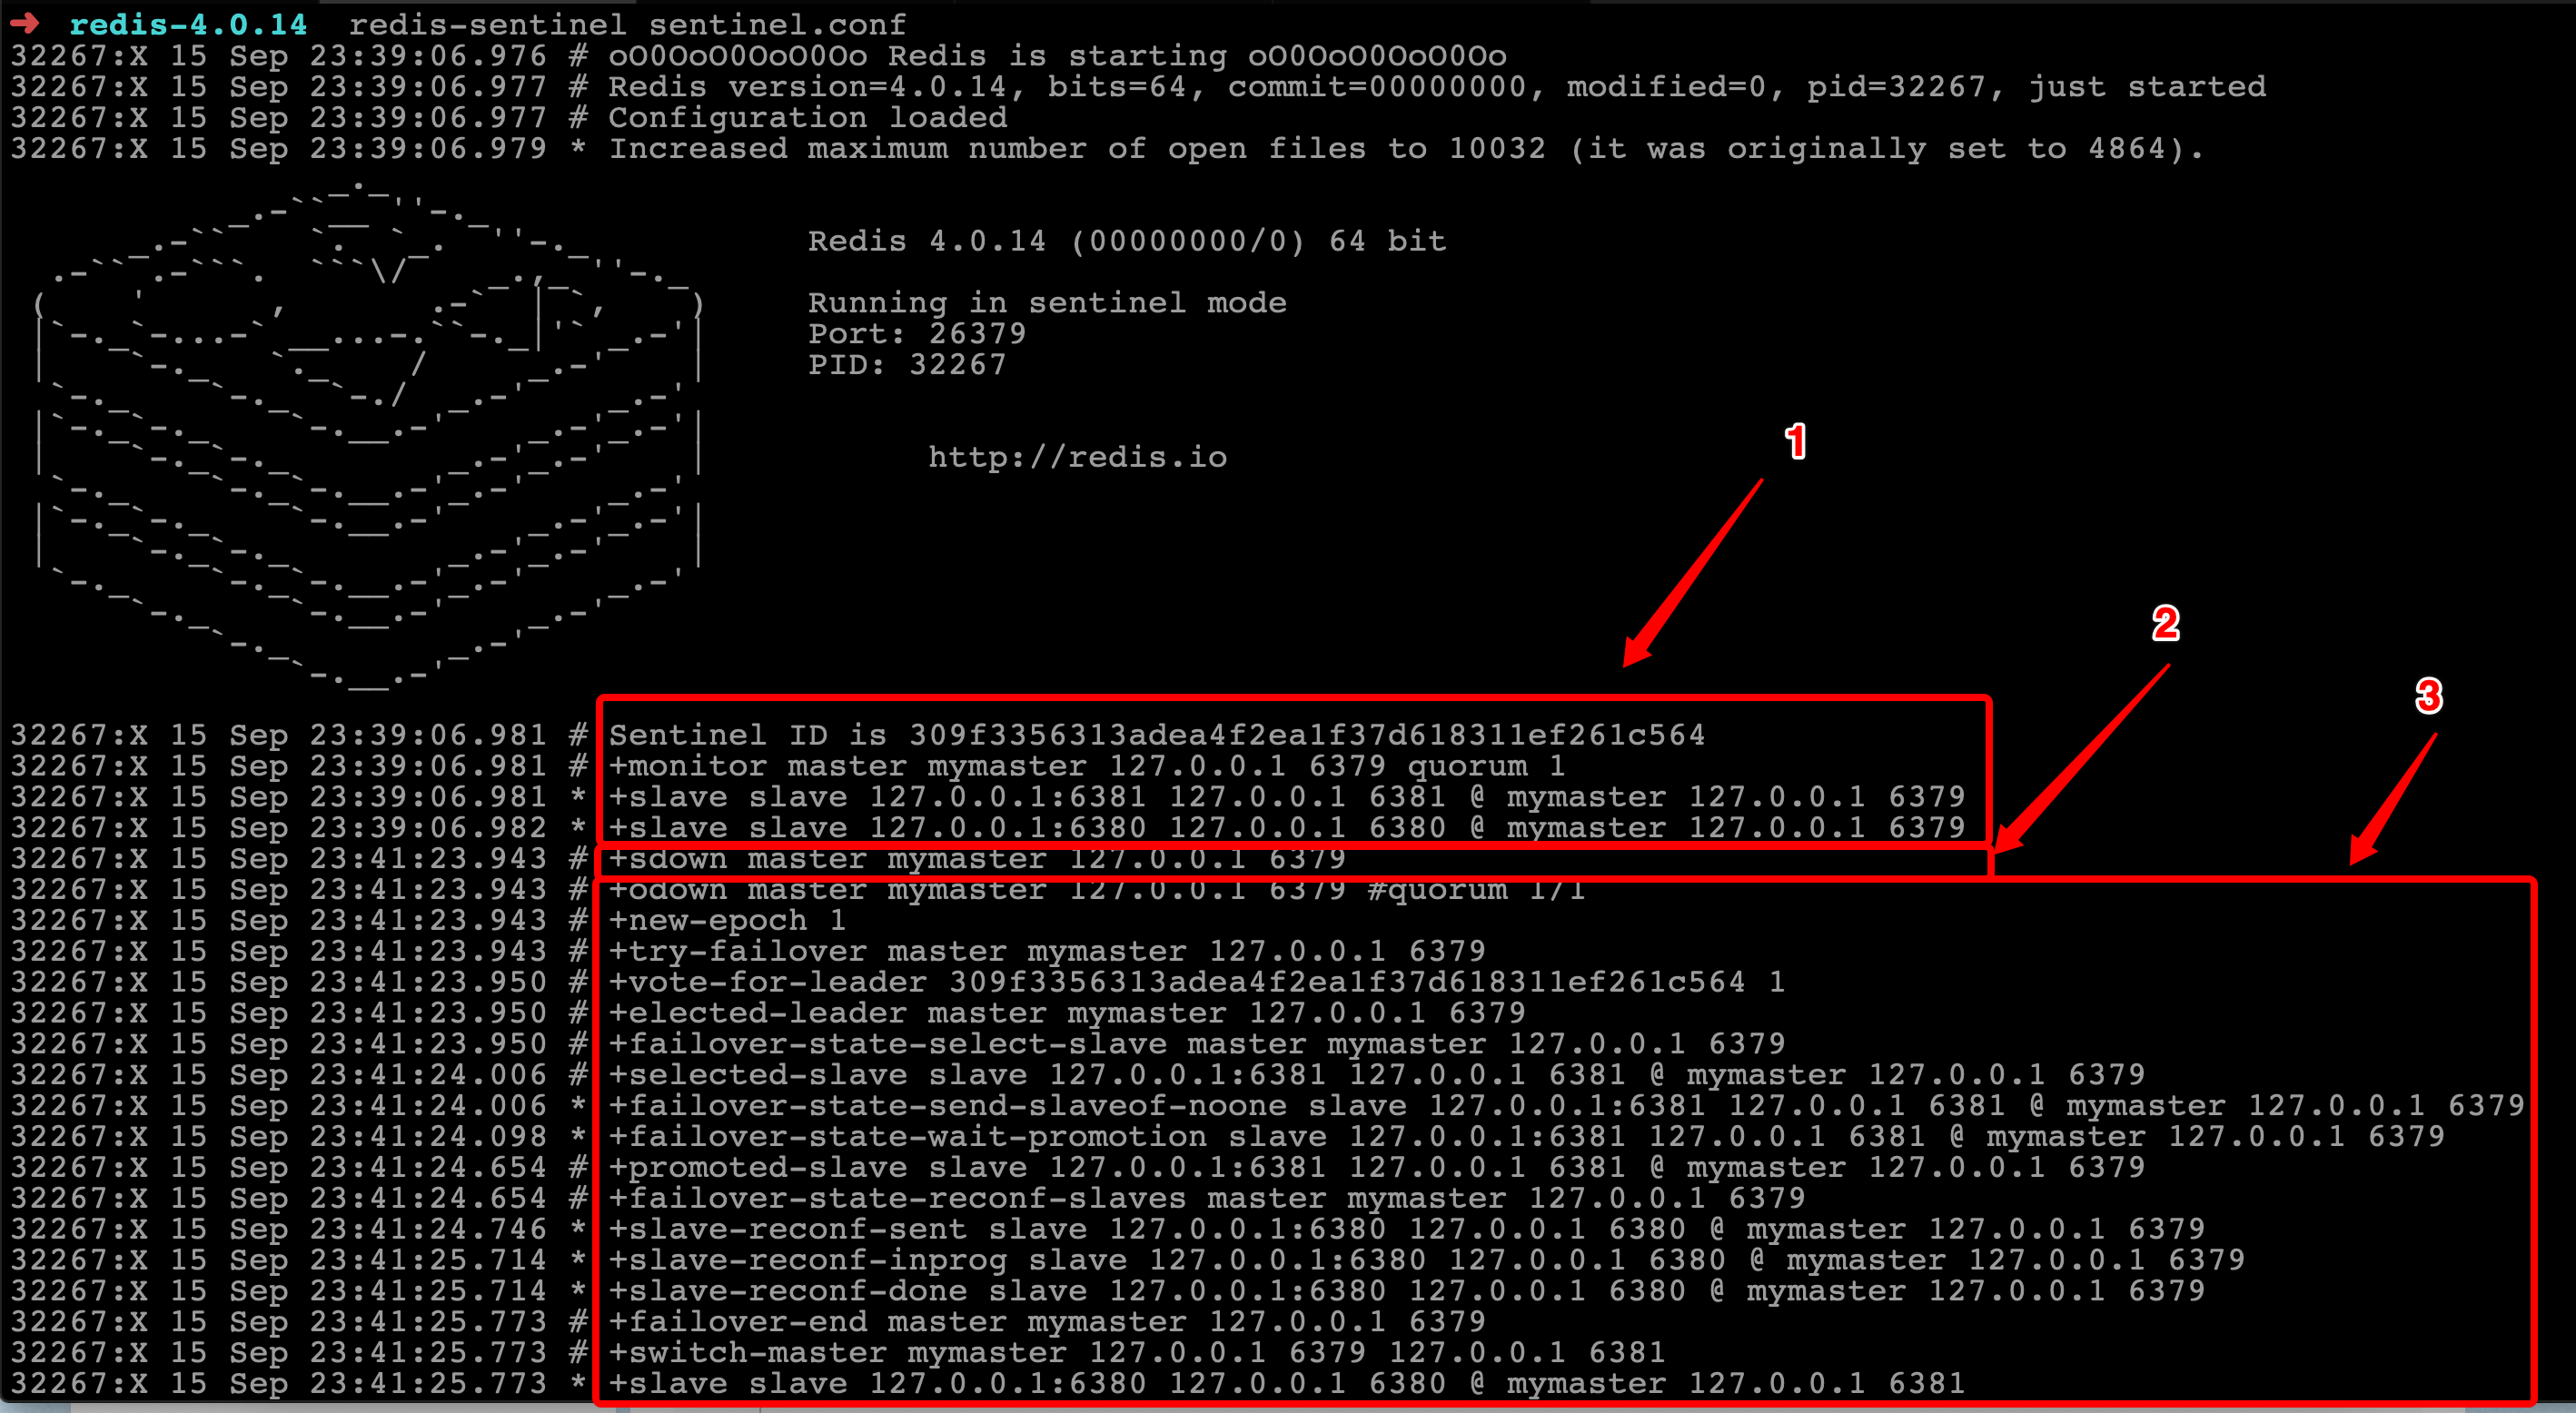 ➜ redis-4.0.14 redis-sentinel sentinel.conf
32267:X 15 Sep 23:39:06.976 # oO0OoO0OoO0Oo Redis is starting oO0OoO0OoO0Oo
32267:X 15 Sep 23:39:06.977 # Redis version=4.0.14, bits=64, commit=00000000, modified=0, pid=32267, just started
32267:X 15 Sep 23:39:06.977 # Configuration loaded
32267:X 15 Sep 23:39:06.979 * Increased maximum number of open files to 10032 (it was originally set to 4864).
Redis 4.0.14 (00000000/0) 64 bit
Running in sentinel mode
Port: 26379
PID: 32267
1
http://redis.io
2
3
32267:X 15 Sep 23:39:06.981 # Sentinel ID is 309f3356313adea4f2ea1f37d618311ef261c564
32267:X 15 Sep 23:39:06.981 # +monitor master mymaster 127.0.0.1 6379 quorum 1
32267:X 15 Sep 23:39:06.981 * +slave slave 127.0.0.1:6381 127.0.0.1 6381 @ mymaster 127.0.0.1 6379
32267:X 15 Sep 23:39:06.982 * +slave slave 127.0.0.1:6380 127.0.0.1 6380 @ mymaster 127.0.0.1 6379
32267:X 15 Sep 23:41:23.943 # +sdown master mymaster 127.0.0.1 6379
32267:X 15 Sep 23:41:23.943 # +odown master mymaster 127.0.0.1 6379 #quorum 1/1
32267:X 15 Sep 23:41:23.943 # +new-epoch 1
32267:X 15 Sep 23:41:23.943 # +try-failover master mymaster 127.0.0.1 6379
32267:X 15 Sep 23:41:23.950 # +vote-for-leader 309f3356313adea4f2ea1f37d618311ef261c564 1
32267:X 15 Sep 23:41:23.950 # +elected-leader master mymaster 127.0.0.1 6379
32267:X 15 Sep 23:41:23.950 # +failover-state-select-slave master mymaster 127.0.0.1 6379
32267:X 15 Sep 23:41:24.006 # +selected-slave slave 127.0.0.1:6381 127.0.0.1 6381 @ mymaster 127.0.0.1 6379
32267:X 15 Sep 23:41:24.006 * +failover-state-send-slaveof-noone slave 127.0.0.1:6381 127.0.0.1 6381 @ mymaster 127.0.0.1 6379
32267:X 15 Sep 23:41:24.098 * +failover-state-wait-promotion slave 127.0.0.1:6381 127.0.0.1 6381 @ mymaster 127.0.0.1 6379
32267:X 15 Sep 23:41:24.654 # +promoted-slave slave 127.0.0.1:6381 127.0.0.1 6381 @ mymaster 127.0.0.1 6379
32267:X 15 Sep 23:41:24.654 # +failover-state-reconf-slaves master mymaster 127.0.0.1 6379
32267:X 15 Sep 23:41:24.746 * +slave-reconf-sent slave 127.0.0.1:6380 127.0.0.1 6380 @ mymaster 127.0.0.1 6379
32267:X 15 Sep 23:41:25.714 * +slave-reconf-inprog slave 127.0.0.1:6380 127.0.0.1 6380 @ mymaster 127.0.0.1 6379
32267:X 15 Sep 23:41:25.714 * +slave-reconf-done slave 127.0.0.1:6380 127.0.0.1 6380 @ mymaster 127.0.0.1 6379
32267:X 15 Sep 23:41:25.773 # +failover-end master mymaster 127.0.0.1 6379
32267:X 15 Sep 23:41:25.773 # +switch-master mymaster 127.0.0.1 6379 127.0.0.1 6381
32267:X 15 Sep 23:41:25.773 * +slave slave 127.0.0.1:6380 127.0.0.1 6380 @ mymaster 127.0.0.1 6381